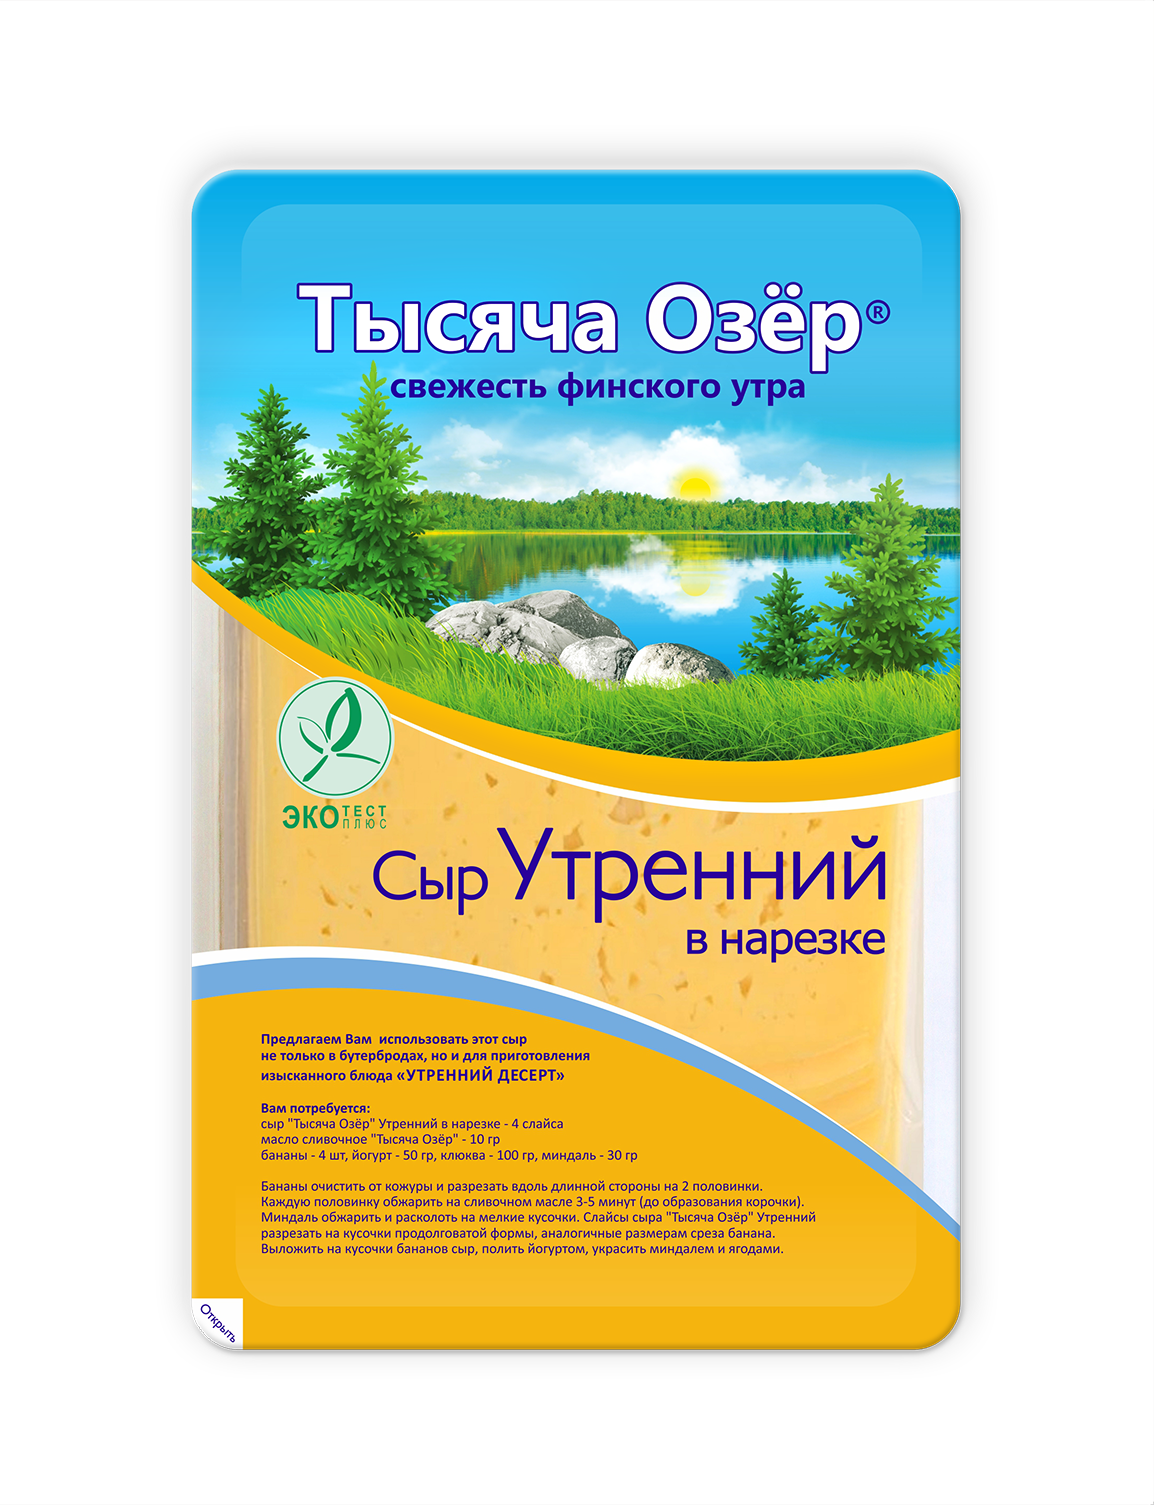 Тысяча Озёр®
свежесть финского утра
ЭКО ТЕСТ
ПЛЮС
Сыр Утренний
в нарезке
Предлагаем Вам использовать этот сыр
не только в бутербродах, но и для приготовления
изысканного блюда «УТРЕННИЙ ДЕСЕРТ»
Вам потребуется:
сыр "Тысяча Озёр" Утренний в нарезке - 4 слайса
масло сливочное "Тысяча Озёр" - 10 гр
бананы - 4 шт, йогурт - 50 гр, клюква - 100 гр, миндаль - 30 гр
Бананы очистить от кожуры и разрезать вдоль длинной стороны на 2 половинки.
Каждую половинку обжарить на сливочном масле 3-5 минут (до образования корочки).
Миндаль обжарить и расколоть на мелкие кусочки. Слайсы сыра "Тысяча Озёр" Утренний
разрезать на кусочки продолговатой формы, аналогичные размерам среза банана.
Выложить на кусочки бананов сыр, полить йогуртом, украсить миндалем и ягодами.
Открыть